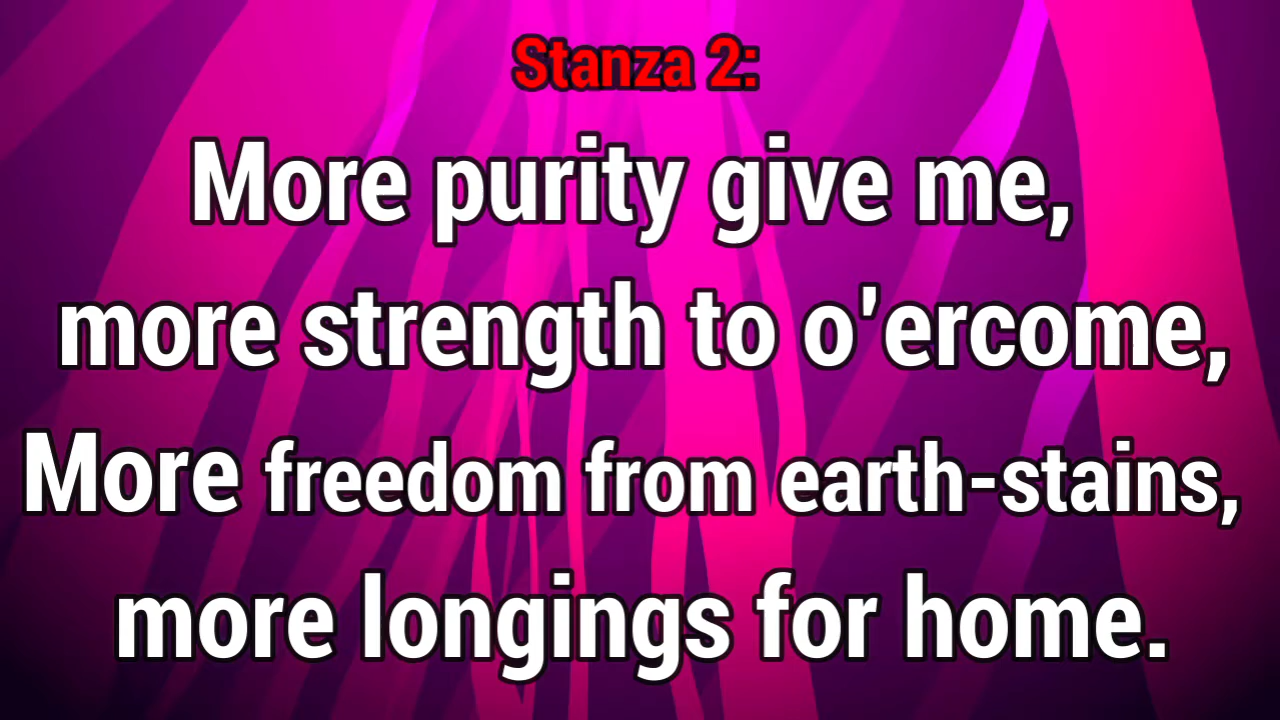 Stanza 2:
More purity give me,
more strength to o'ercome,
More freedom from earth-stains,
more longings for home.